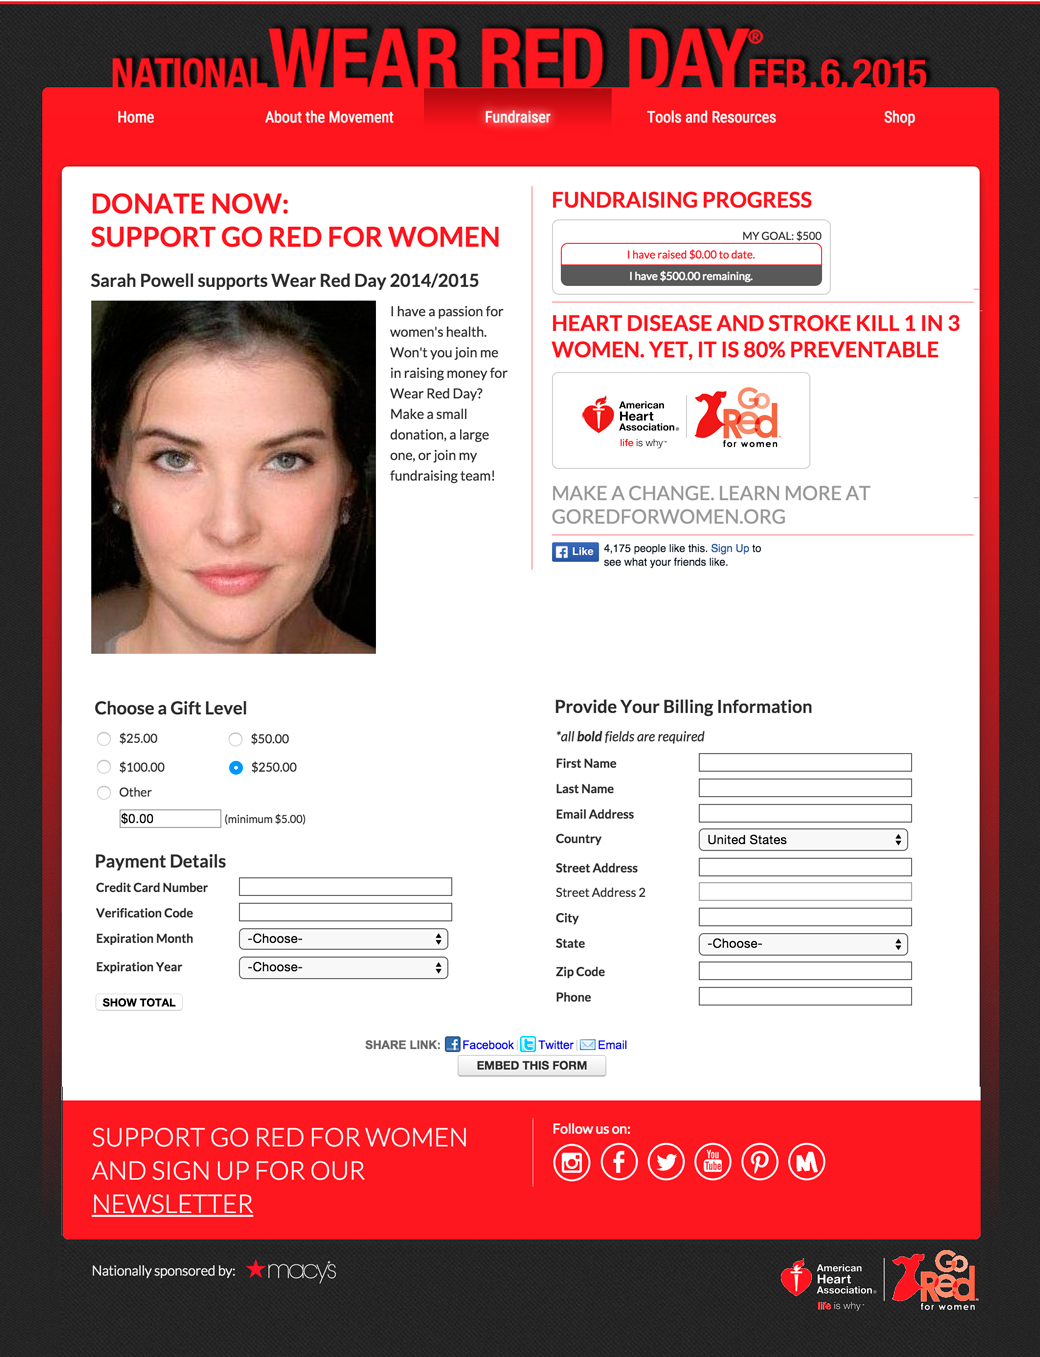 NATIONAL WEAR RED DAY® FEB. 6, 2015
Home
About the Movement
Fundraiser
Tools and Resources
Shop
DONATE NOW:
SUPPORT GO RED FOR WOMEN
Sarah Powell supports Wear Red Day 2014/2015
I have a passion for
women's health.
Won't you join me
in raising money for
Wear Red Day?
Make a small
donation, a large
one, or join my
fundraising team!
FUNDRAISING PROGRESS
MY GOAL: $500
I have raised $0.00 to date.
I have $500.00 remaining.
HEART DISEASE AND STROKE KILL 1 IN 3
WOMEN. YET, IT IS 80% PREVENTABLE
American
Heart
Association®
life is why™
Go
Red
for women
MAKE A CHANGE. LEARN MORE AT
GOREDFORWOMEN.ORG
Like
4,175 people like this. Sign Up to
see what your friends like.
Choose a Gift Level
$25.00
$50.00
$100.00
$250.00
Other
$0.00 (minimum $5.00)
Payment Details
Credit Card Number
Verification Code
Expiration Month -Choose-
Expiration Year -Choose-
SHOW TOTAL
Provide Your Billing Information
*all bold fields are required
First Name
Last Name
Email Address
Country United States
Street Address
Street Address 2
City
State -Choose-
Zip Code
Phone
SHARE LINK: Facebook | Twitter | Email
EMBED THIS FORM
SUPPORT GO RED FOR WOMEN
AND SIGN UP FOR OUR
NEWSLETTER
Follow us on:
You
Tube
Nationally sponsored by: macy's
American
Heart
Association®
life is why™
Go
Red
for women